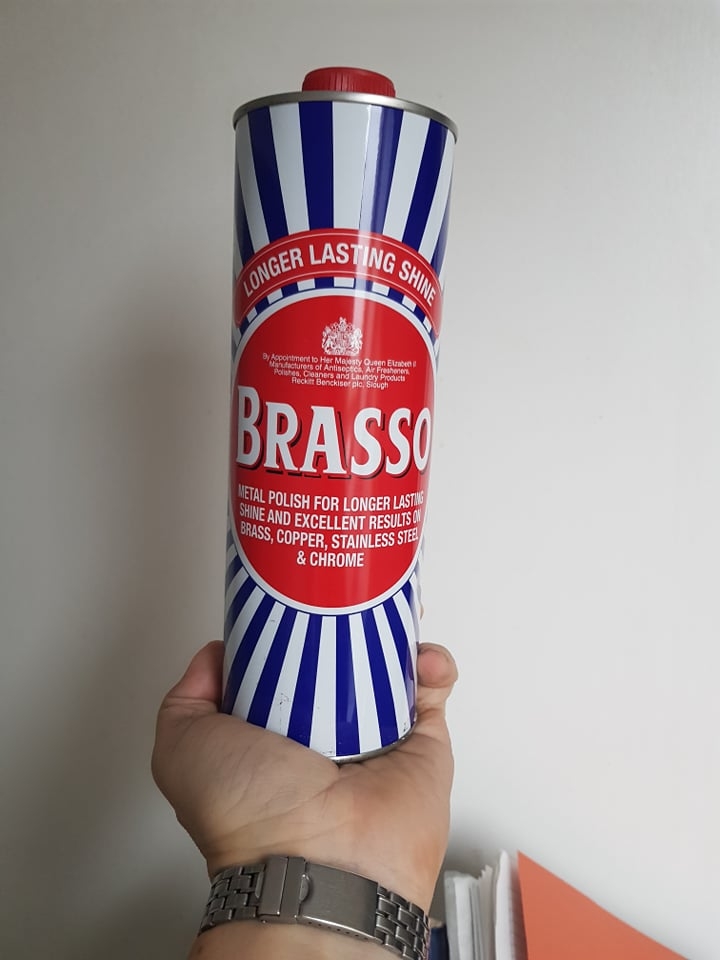 LONGER LASTING SHINE
By Appointment to Her Majesty Queen Elizabeth II
Manufacturers of Antiseptics, Air Fresheners,
Polishes, Cleaners and Laundry Products
Reckitt Benckiser plc, Slough
BRASSO
METAL POLISH FOR LONGER LASTING
SHINE AND EXCELLENT RESULTS ON
BRASS, COPPER, STAINLESS STEEL
& CHROME